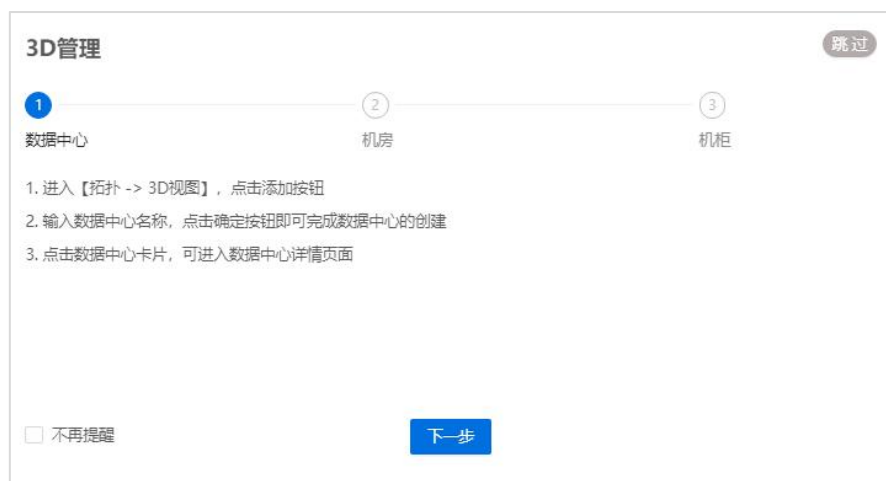 3D管理
跳过
1
2
3
数据中心
机房
机柜
1. 进入【拓扑 -> 3D视图】，点击添加按钮
2. 输入数据中心名称，点击确定按钮即可完成数据中心的创建
3. 点击数据中心卡片，可进入数据中心详情页面
不再提醒
下一步